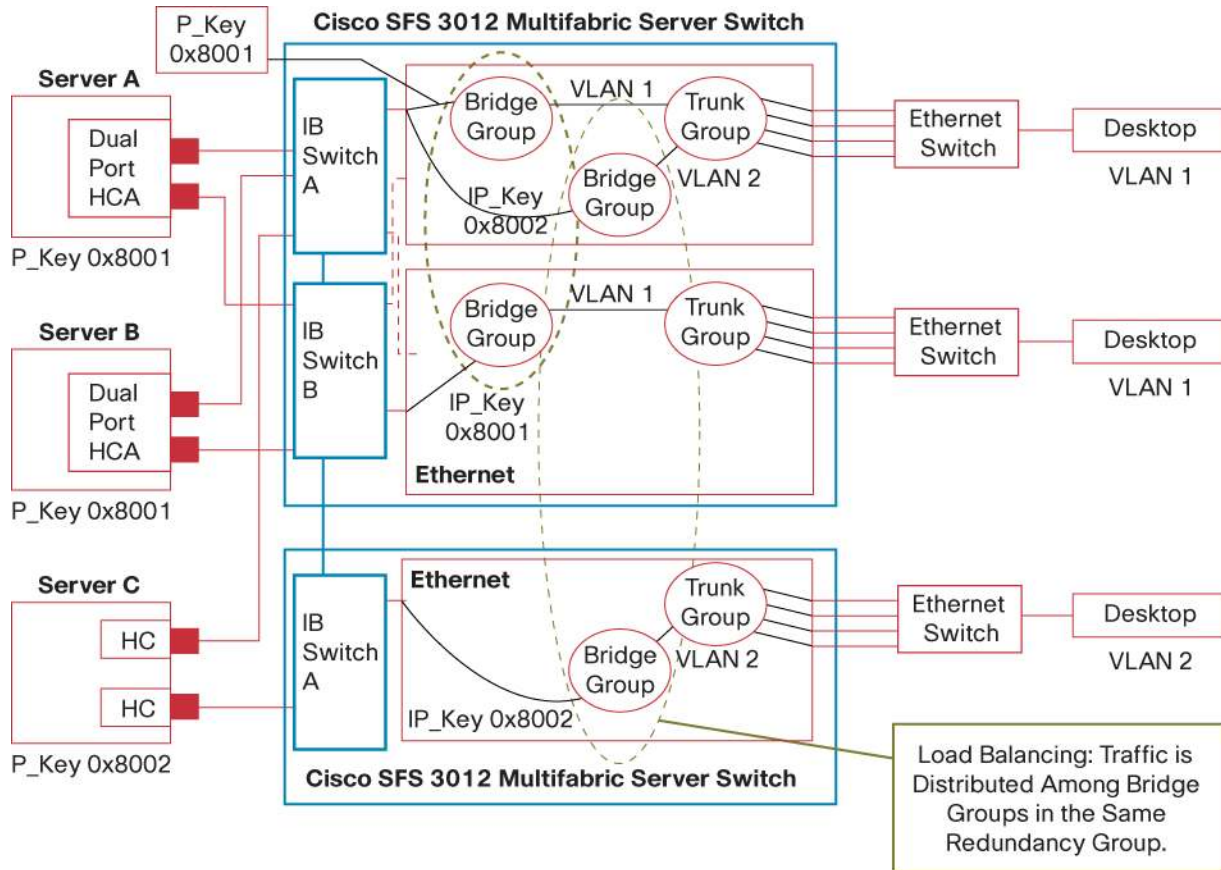 P_Key
0x8001
Cisco SFS 3012 Multifabric Server Switch
Server A
Dual
Port
HCA
P_Key 0x8001
IB
Switch
A
Bridge
Group
VLAN 1
Trunk
Group
Bridge
Group
VLAN 2
IP_Key
0x8002
Ethernet
Switch
Desktop
VLAN 1
Server B
Dual
Port
HCA
P_Key 0x8001
IB
Switch
B
Bridge
Group
VLAN 1
Trunk
Group
IP_Key
0x8001
Ethernet
Ethernet
Switch
Desktop
VLAN 1
Server C
HC
HC
P_Key 0x8002
IB
Switch
A
Ethernet
Trunk
Group
Bridge
Group
VLAN 2
IP_Key 0x8002
Cisco SFS 3012 Multifabric Server Switch
Ethernet
Switch
Desktop
VLAN 2
Load Balancing: Traffic is
Distributed Among Bridge
Groups in the Same
Redundancy Group.